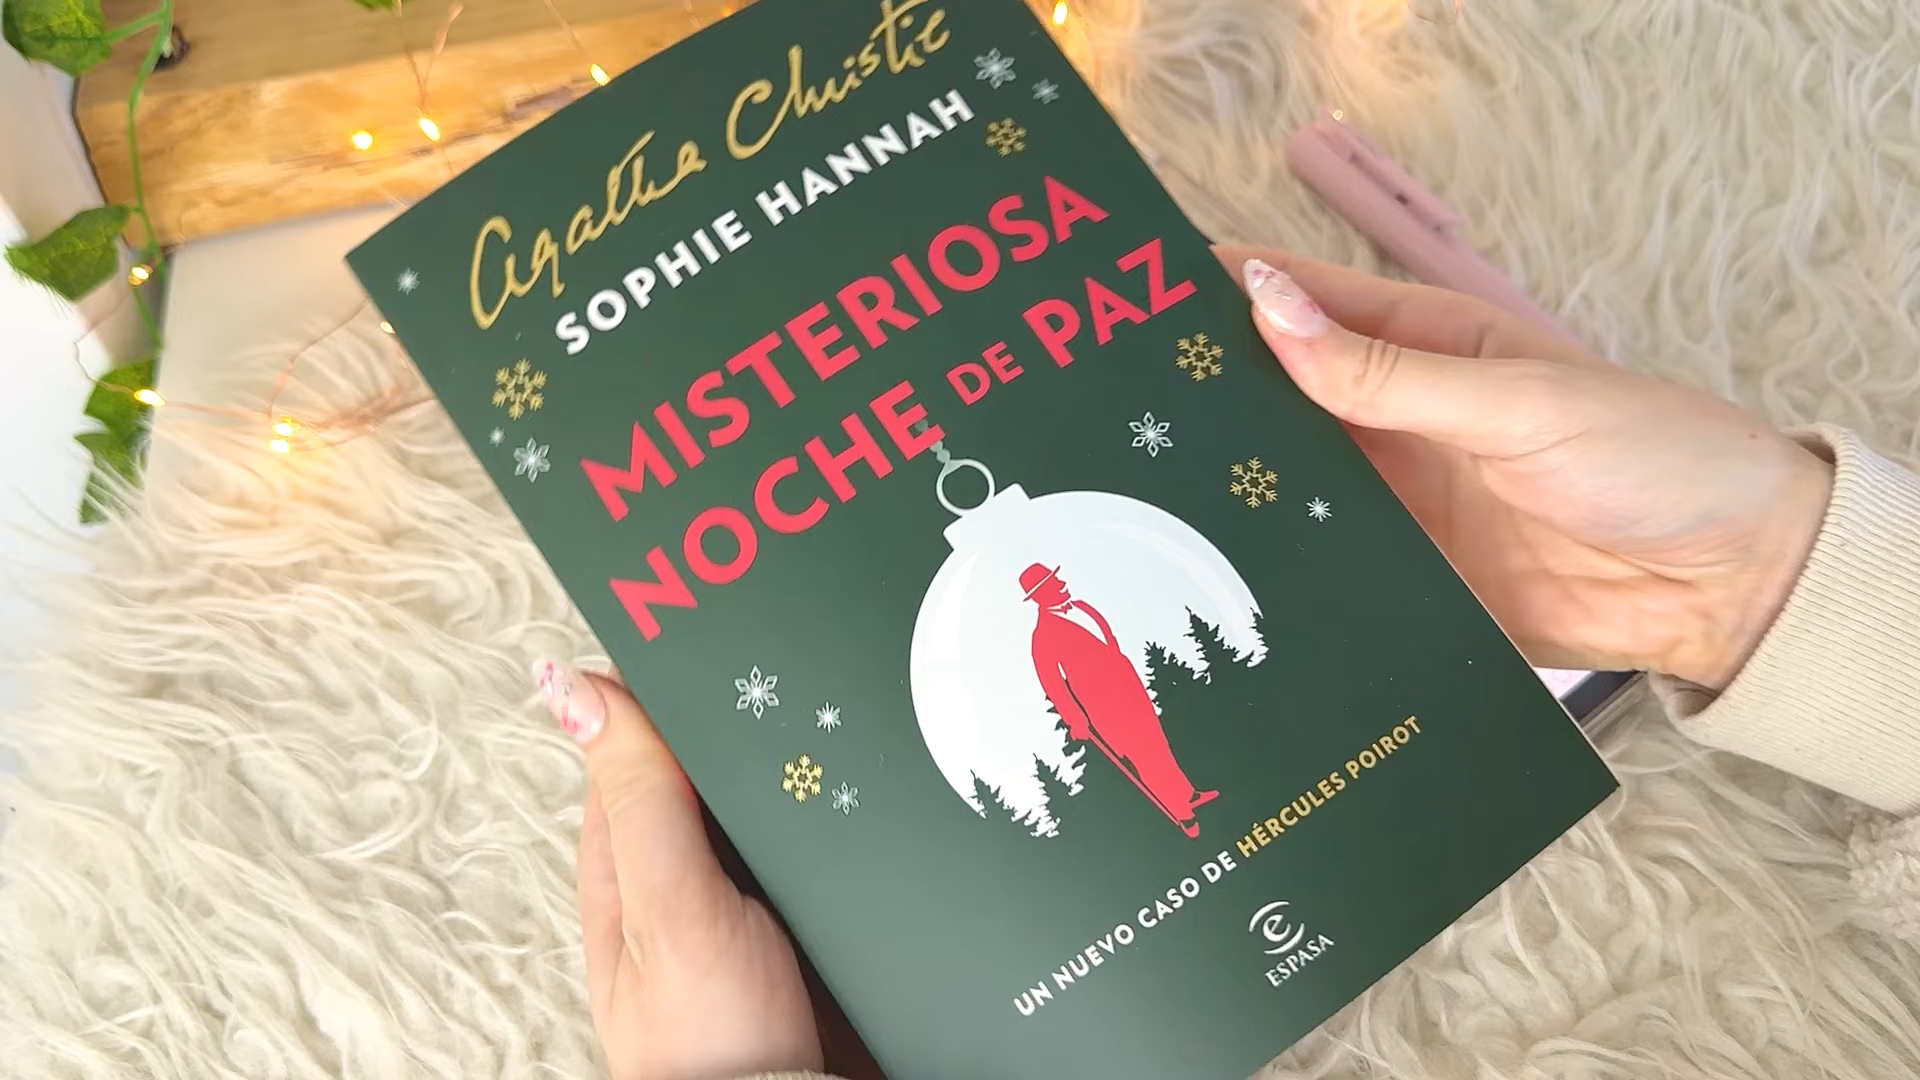 Agatha Christie
SOPHIE HANNAH
MISTERIOSA
NOCHE DE PAZ
UN NUEVO CASO DE HÉRCULES POIROT
e
ESPASA